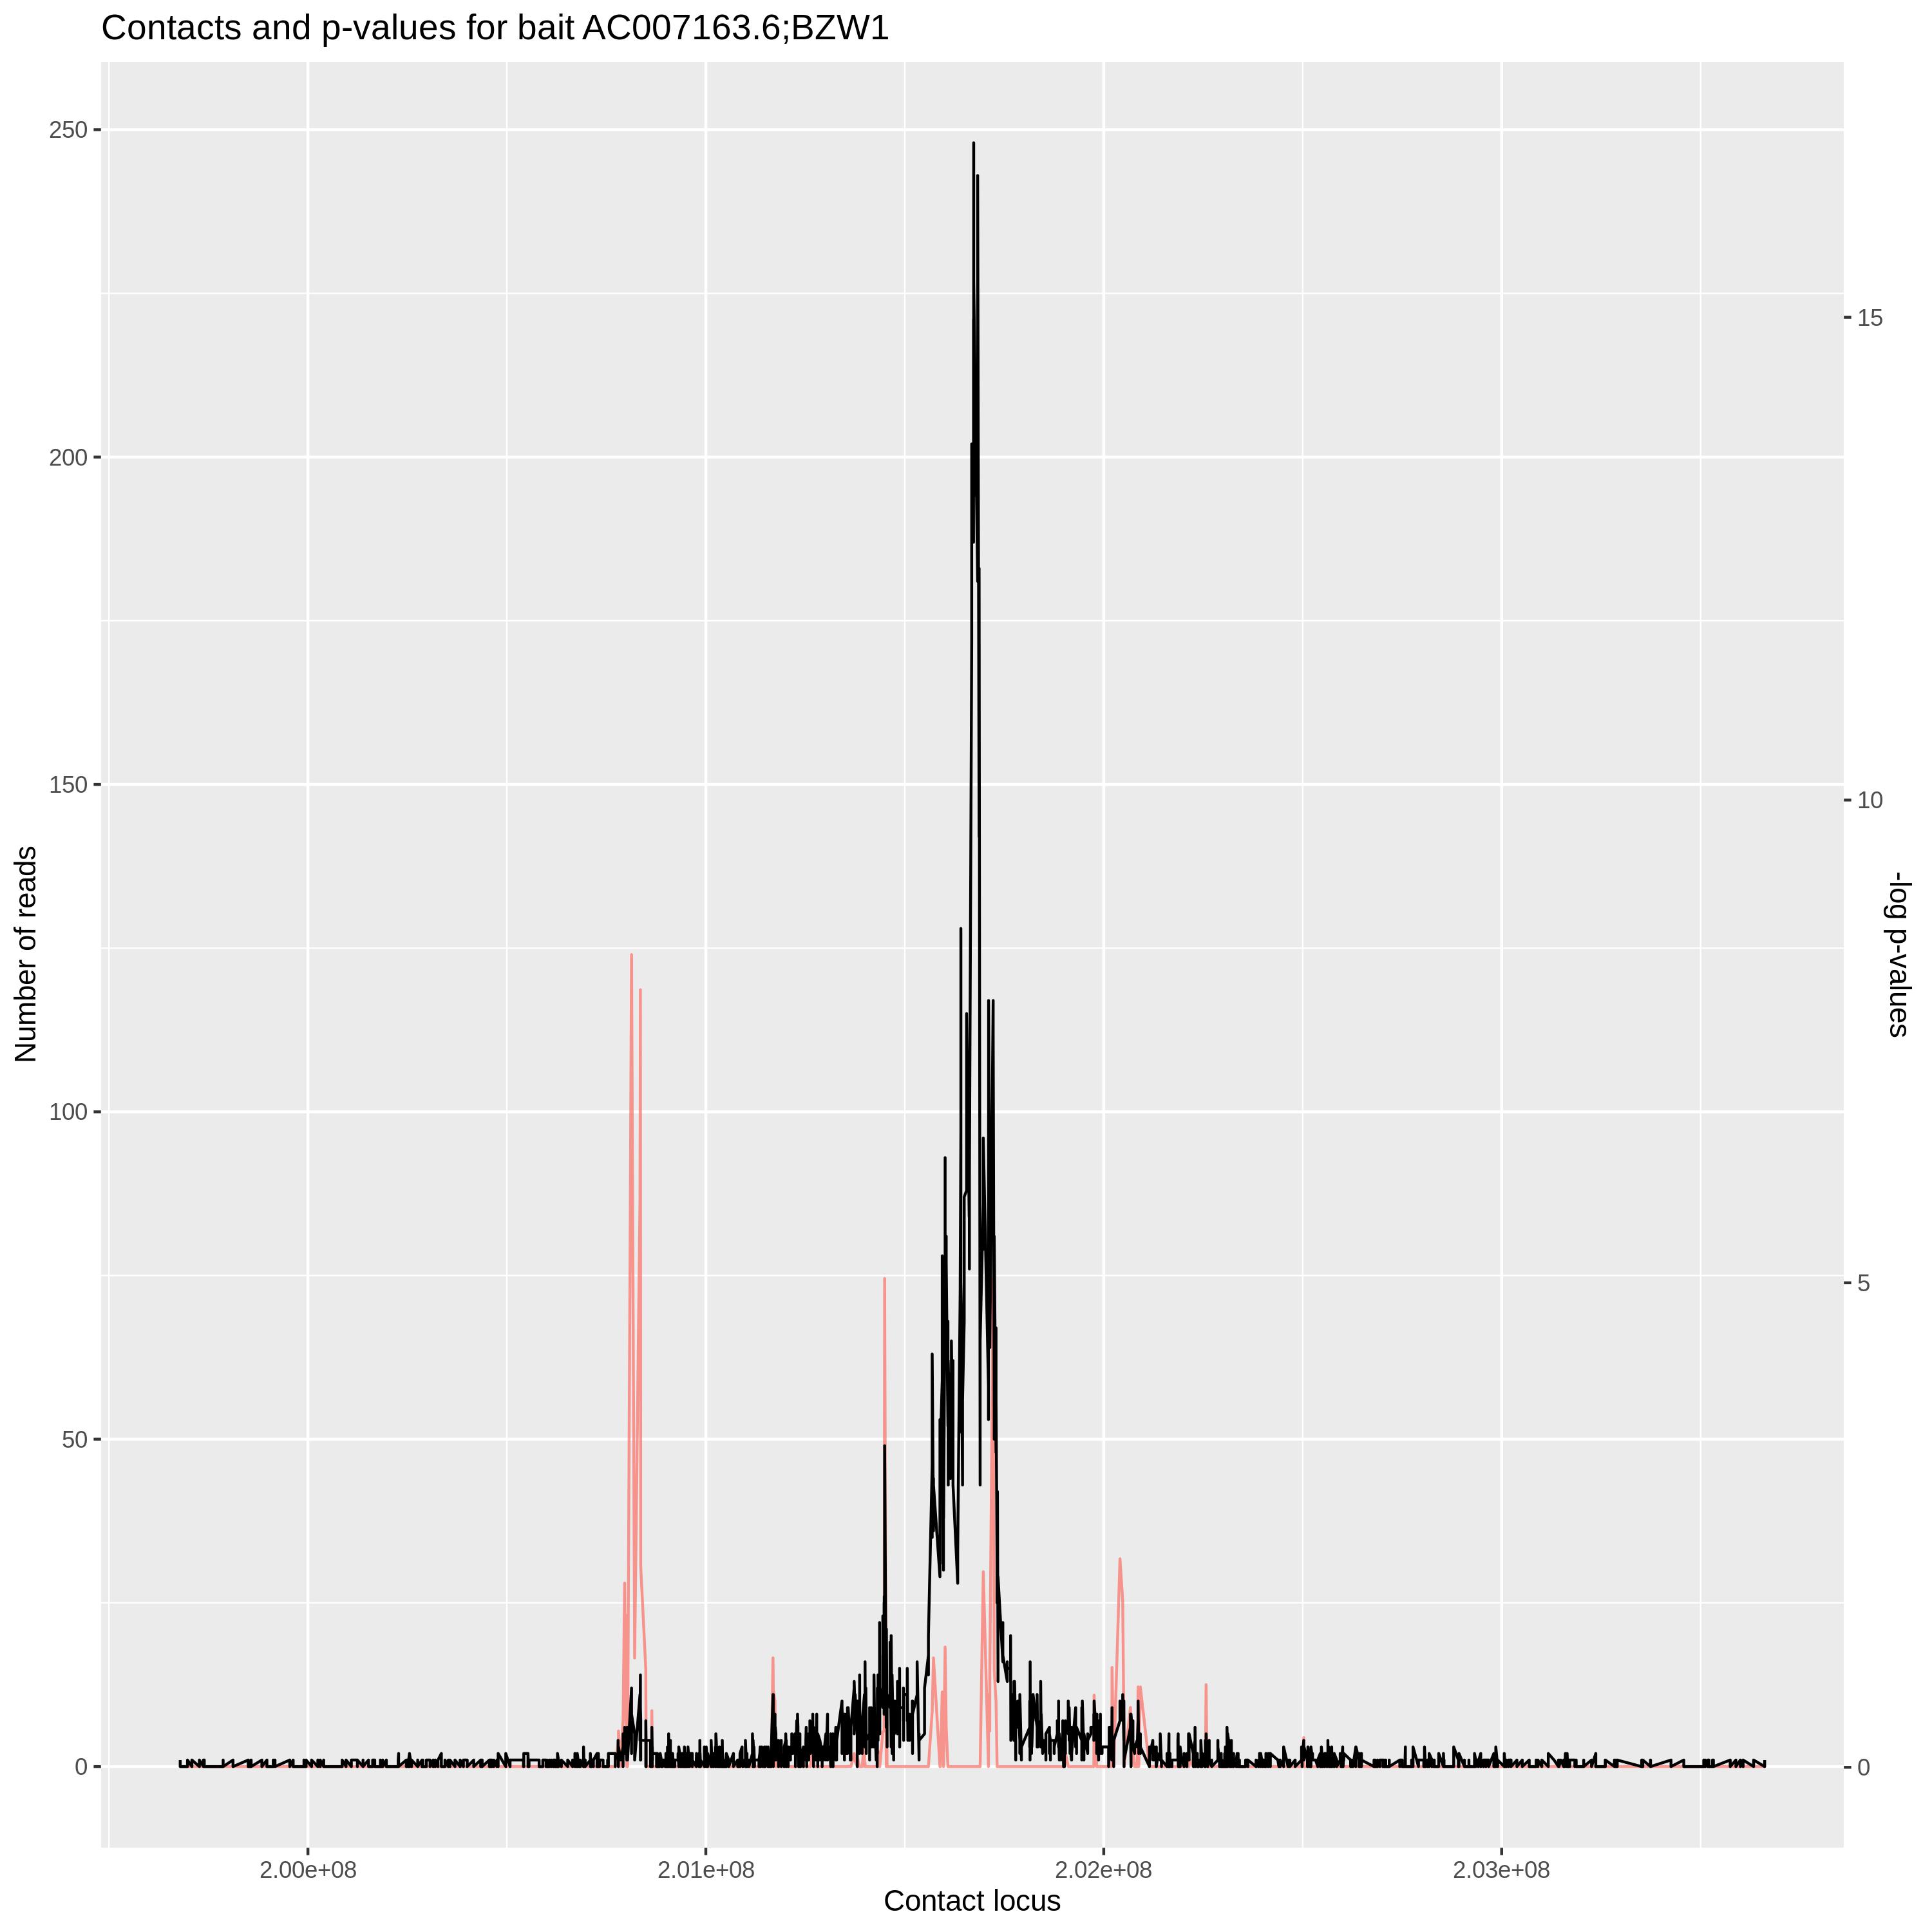 Contacts and p-values for bait AC007163.6;BZW1
250
200
150
100
50
0
Number of reads
15
10
5
0
-log p-values
2.00e+08
2.01e+08
2.02e+08
2.03e+08
Contact locus